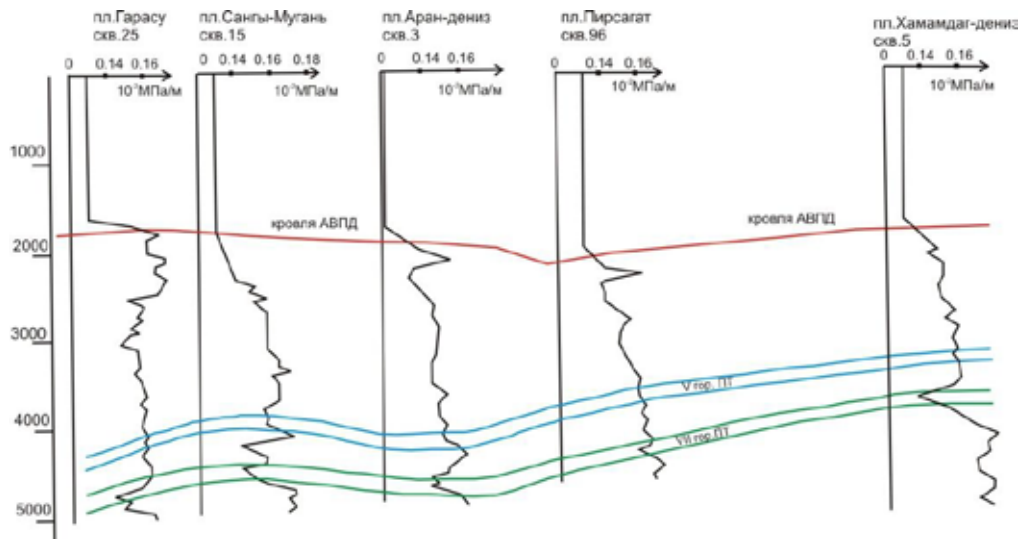 пл.Гарасу
скв.25
пл.Сангы-Мугань
скв.15
пл.Аран-дениз
скв.3
пл.Пирсагат
скв.96
пл.Хамамдаг-дениз
скв.5
0 0.14 0.16
0 0.14 0.16 0.18
0 0.14 0.16
0 0.14 0.16
0 0.14 0.16
10⁻²МПа/м
10⁻²МПа/м
10⁻²МПа/м
10⁻²МПа/м
10⁻²МПа/м
1000
2000
3000
4000
5000
кровля АВПД
кровля АВПД
V гор. ПТ
VII гор.ПТ